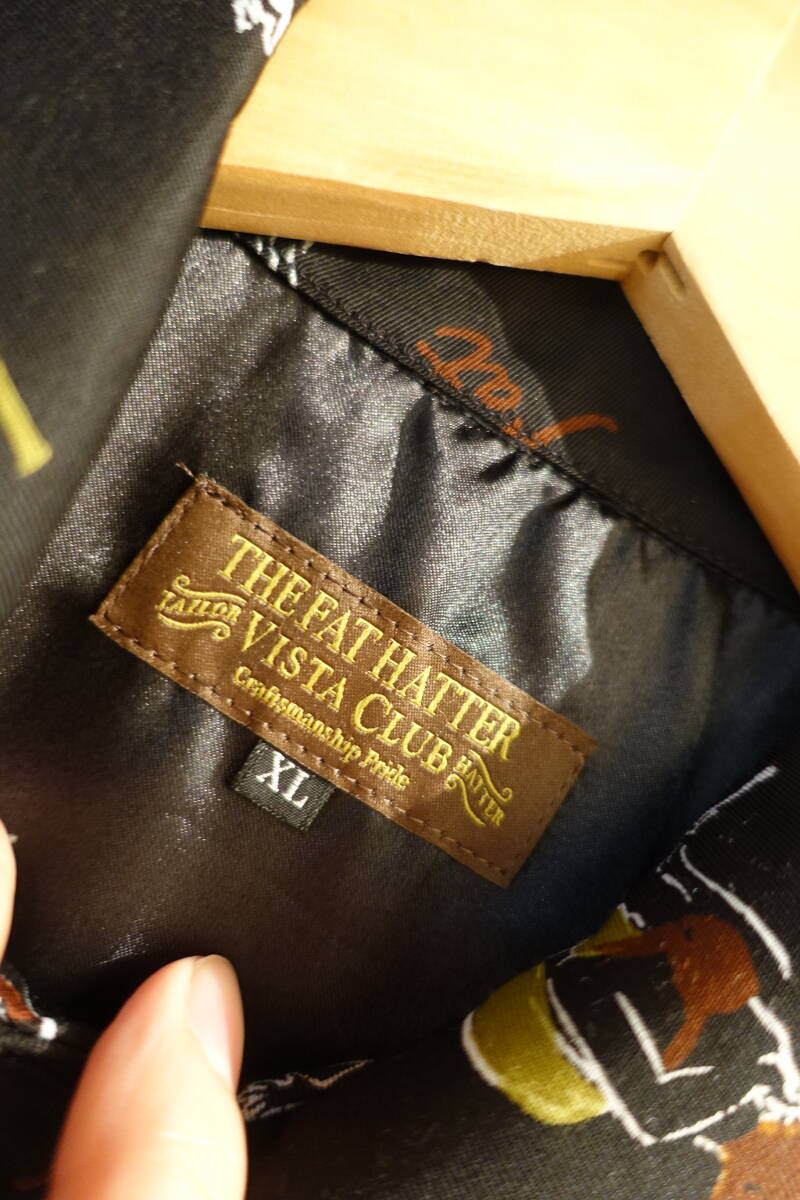 THE FAT HATTER
TAILOR
VISTA CLUB
HATTER
Craftsmanship Pride
XL